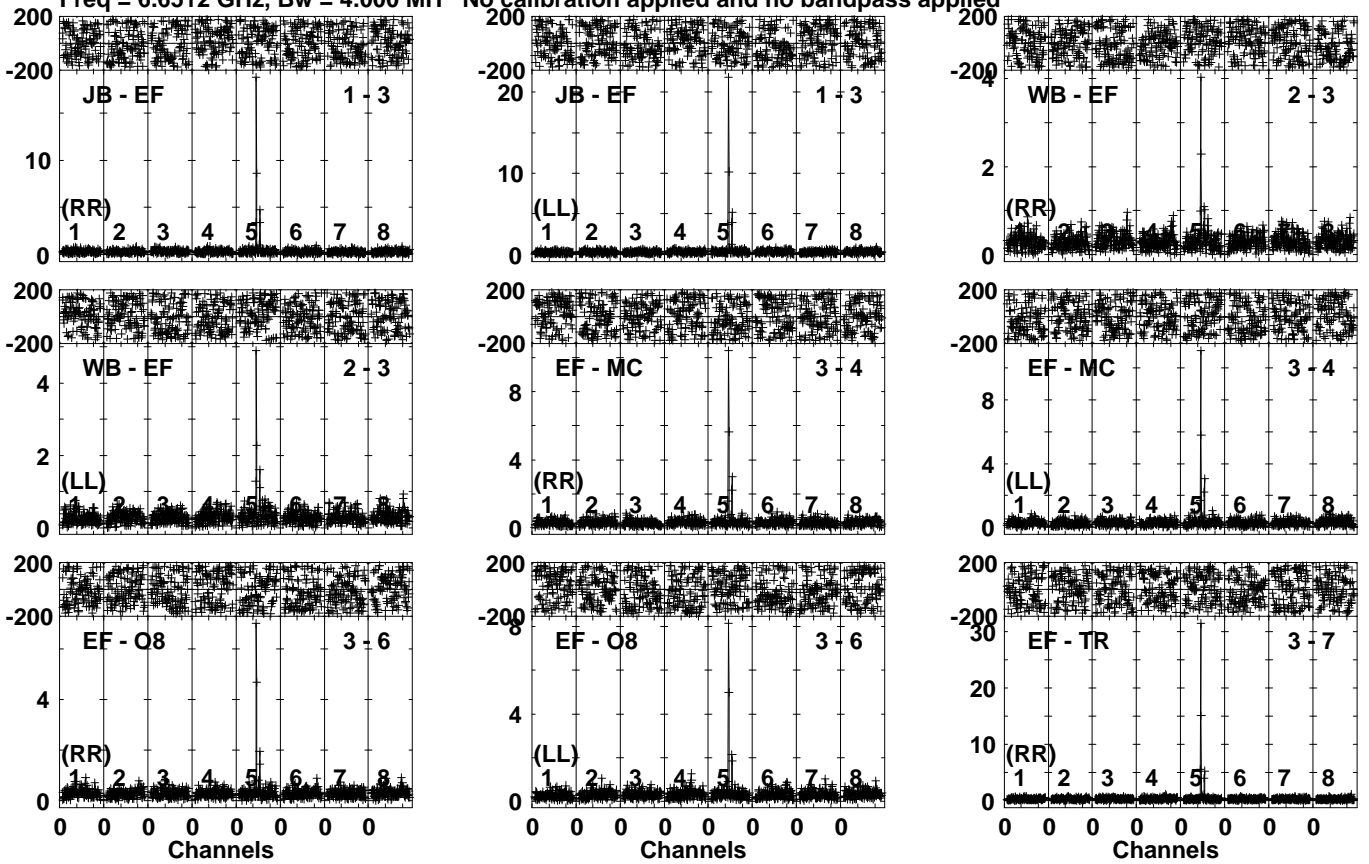 Freq = 6.6512 GHz, Bw = 4.000 MH No calibration applied and no bandpass applied
200 200 200
-200 -200 -200
JB - EF 1 - 3 JB - EF 1 - 3 WB - EF 2 - 3
4
20
10 10 2
(RR) (LL) (RR)
1 2 3 4 5 6 7 8 1 2 3 4 5 6 7 8 1 2 3 4 5 6 7 8
0 0 0
200 200 200
-200 -200 -200
WB - EF 2 - 3 EF - MC 3 - 4 EF - MC 3 - 4
4 8 8
2 4 4
(LL) (RR) (LL)
1 2 3 4 5 6 7 8 1 2 3 4 5 6 7 8 1 2 3 4 5 6 7 8
0 0 0
200 200 200
-200 -200 -200
EF - O8 3 - 6 EF - O8 3 - 6 EF - TR 3 - 7
8 30
4 4 20
10
(RR) (LL) (RR)
1 2 3 4 5 6 7 8 1 2 3 4 5 6 7 8 1 2 3 4 5 6 7 8
0 0 0
0 0 0 0 0 0 0 0 0 0 0 0 0 0 0 0 0 0 0 0 0 0 0 0
Channels Channels Channels